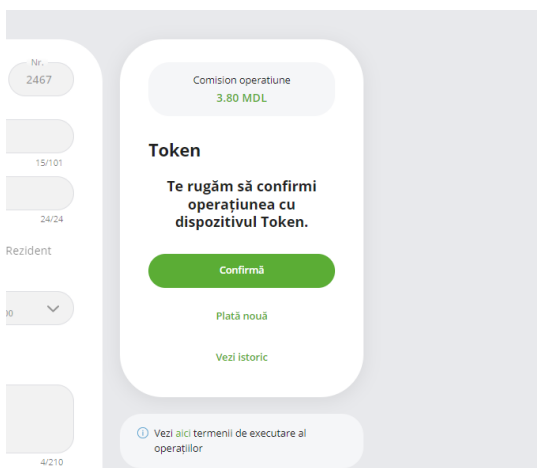 Nr.
2467
15/101
24/24
Rezident
Comision operatiune
3.80 MDL
Token
Te rugăm să confirmi
operațiunea cu
dispozitivul Token.
Confirmă
Plată nouă
Vezi istoric
Vezi aici termenii de executare al
operațiilor
4/210